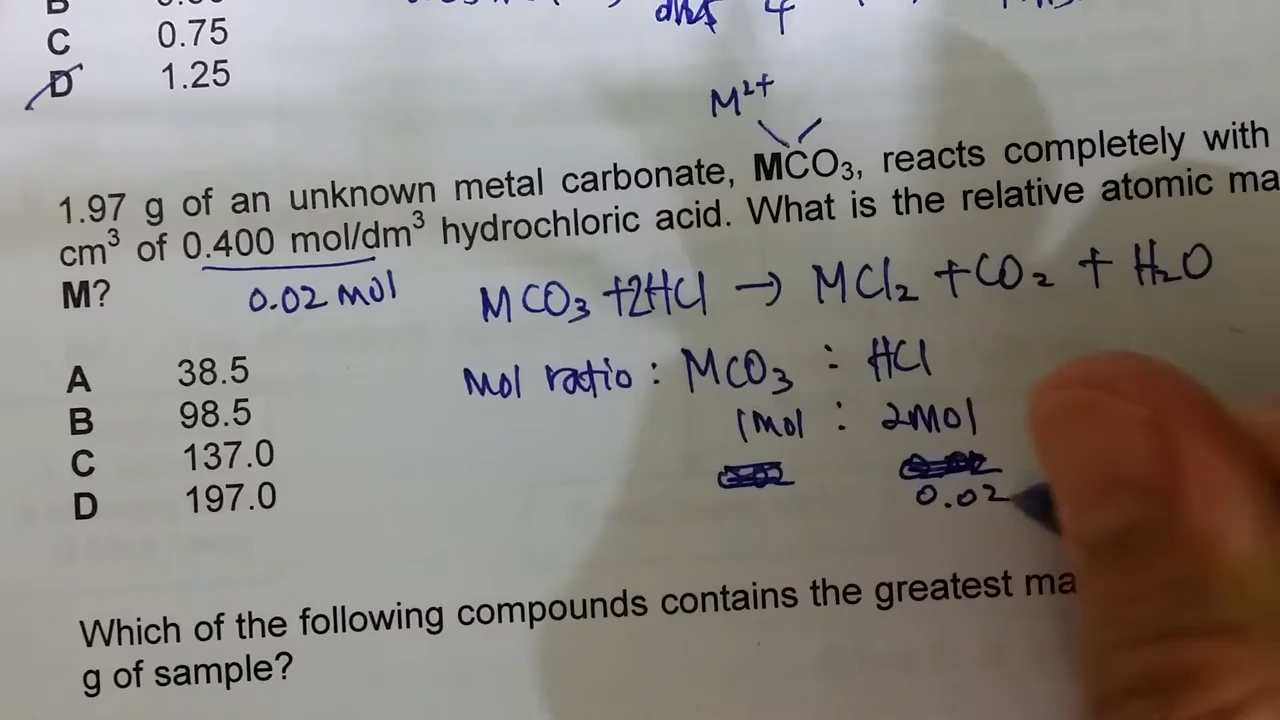 C 0.75
dm³ 4
D 1.25
M²⁺
1.97 g of an unknown metal carbonate, MCO₃, reacts completely with
cm³ of 0.400 mol/dm³ hydrochloric acid. What is the relative atomic ma
M?
0.02 mol
MCO₃ + 2HCl → MCl₂ + CO₂ + H₂O
A 38.5
Mol ratio : MCO₃ : HCl
B 98.5
1mol : 2mol
C 137.0
D 197.0
0.02
Which of the following compounds contains the greatest ma
g of sample?